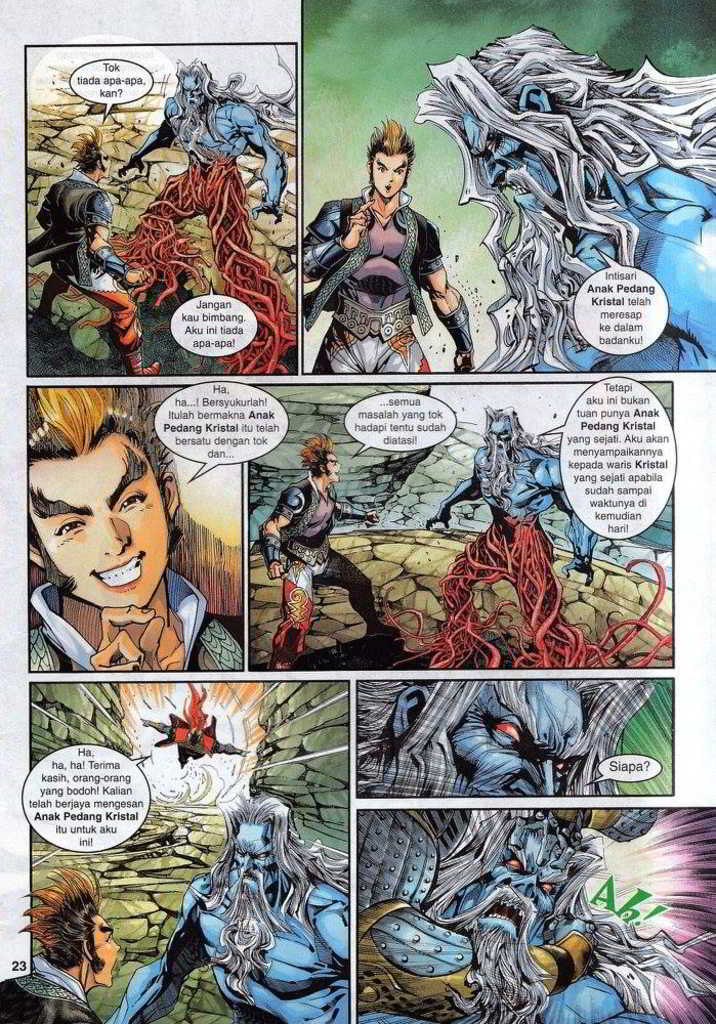 Tok
tiada apa-apa,
kan?
Jangan
kau bimbang.
Aku ini tiada
apa-apa!
Intisari
Anak Pedang
Kristal telah
meresap
ke dalam
badanku!
Ha,
ha...! Bersyukurlah!
Itulah bermakna Anak
Pedang Kristal itu telah
bersatu dengan tok
dan...
...semua
masalah yang tok
hadapi tentu sudah
diatasi!
Tetapi
aku ini bukan
tuan punya Anak
Pedang Kristal
yang sejati. Aku akan
menyampaikannya
kepada waris Kristal
yang sejati apabila
sudah sampai
waktunya di
kemudian
hari!
Ha,
ha, ha! Terima
kasih, orang-orang
yang bodoh! Kalian
telah berjaya mengesan
Anak Pedang Kristal
itu untuk aku
ini!
Siapa?
Ah!
23